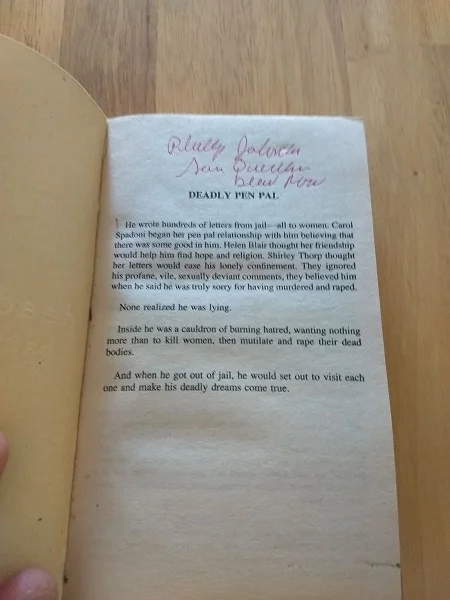 San Quentin
DEADLY PEN PAL
He wrote hundreds of letters from jail—all to women. Carol
Spadoni began her pen pal relationship with him believing that
there was some good in him. Helen Blair thought her friendship
would help him find hope and religion. Shirley Thorp thought
her letters would ease his lonely confinement. They ignored
his profane, vile, sexually deviant comments, they believed him
when he said he was truly sorry for having murdered and raped.
None realized he was lying.
Inside he was a cauldron of burning hatred, wanting nothing
more than to kill women, then mutilate and rape their dead
bodies.
And when he got out of jail, he would set out to visit each
one and make his deadly dreams come true.